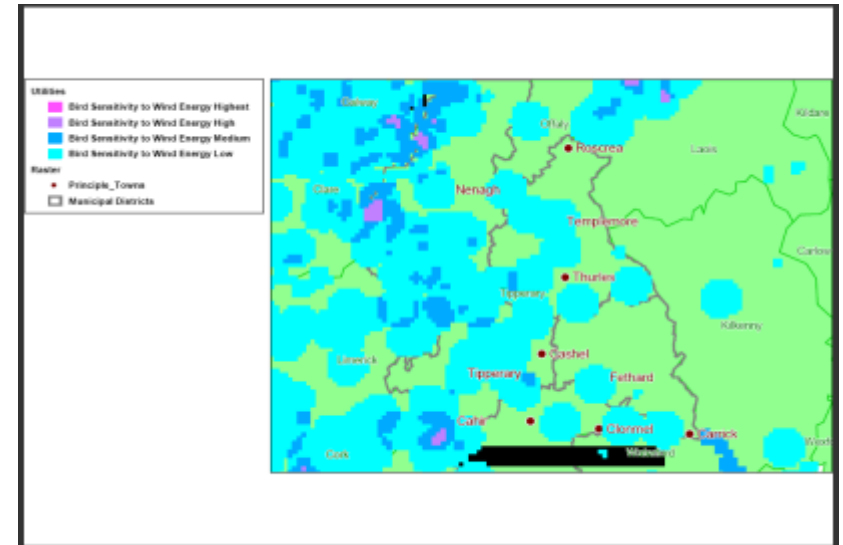 Utilities
Bird Sensitivity to Wind Energy Highest
Bird Sensitivity to Wind Energy High
Bird Sensitivity to Wind Energy Medium
Bird Sensitivity to Wind Energy Low
Raster
Principle_Towns
Municipal Districts
Galway
Offaly
Kildare
Roscrea
Laois
Clare
Nenagh
Templemore
Carlow
Thurles
Tipperary
Kilkenny
Limerick
Cashel
Tipperary
Fethard
Cahir
Clonmel
Carrick
Cork
Waterford